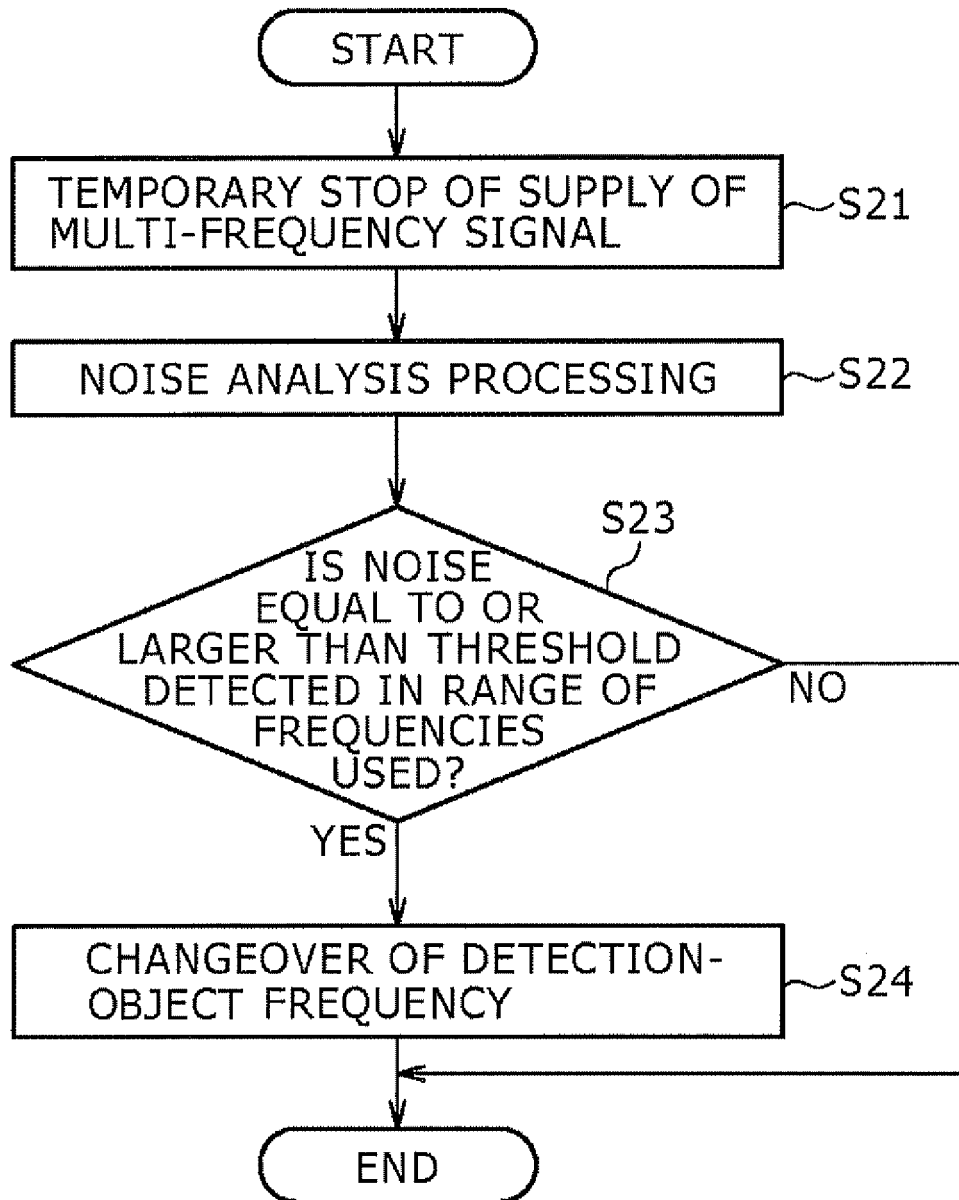 START
TEMPORARY STOP OF SUPPLY OF
MULTI-FREQUENCY SIGNAL
S21
NOISE ANALYSIS PROCESSING
S22
S23
IS NOISE
EQUAL TO OR
LARGER THAN THRESHOLD
DETECTED IN RANGE OF
FREQUENCIES
USED?
NO
YES
CHANGEOVER OF DETECTION-
OBJECT FREQUENCY
S24
END